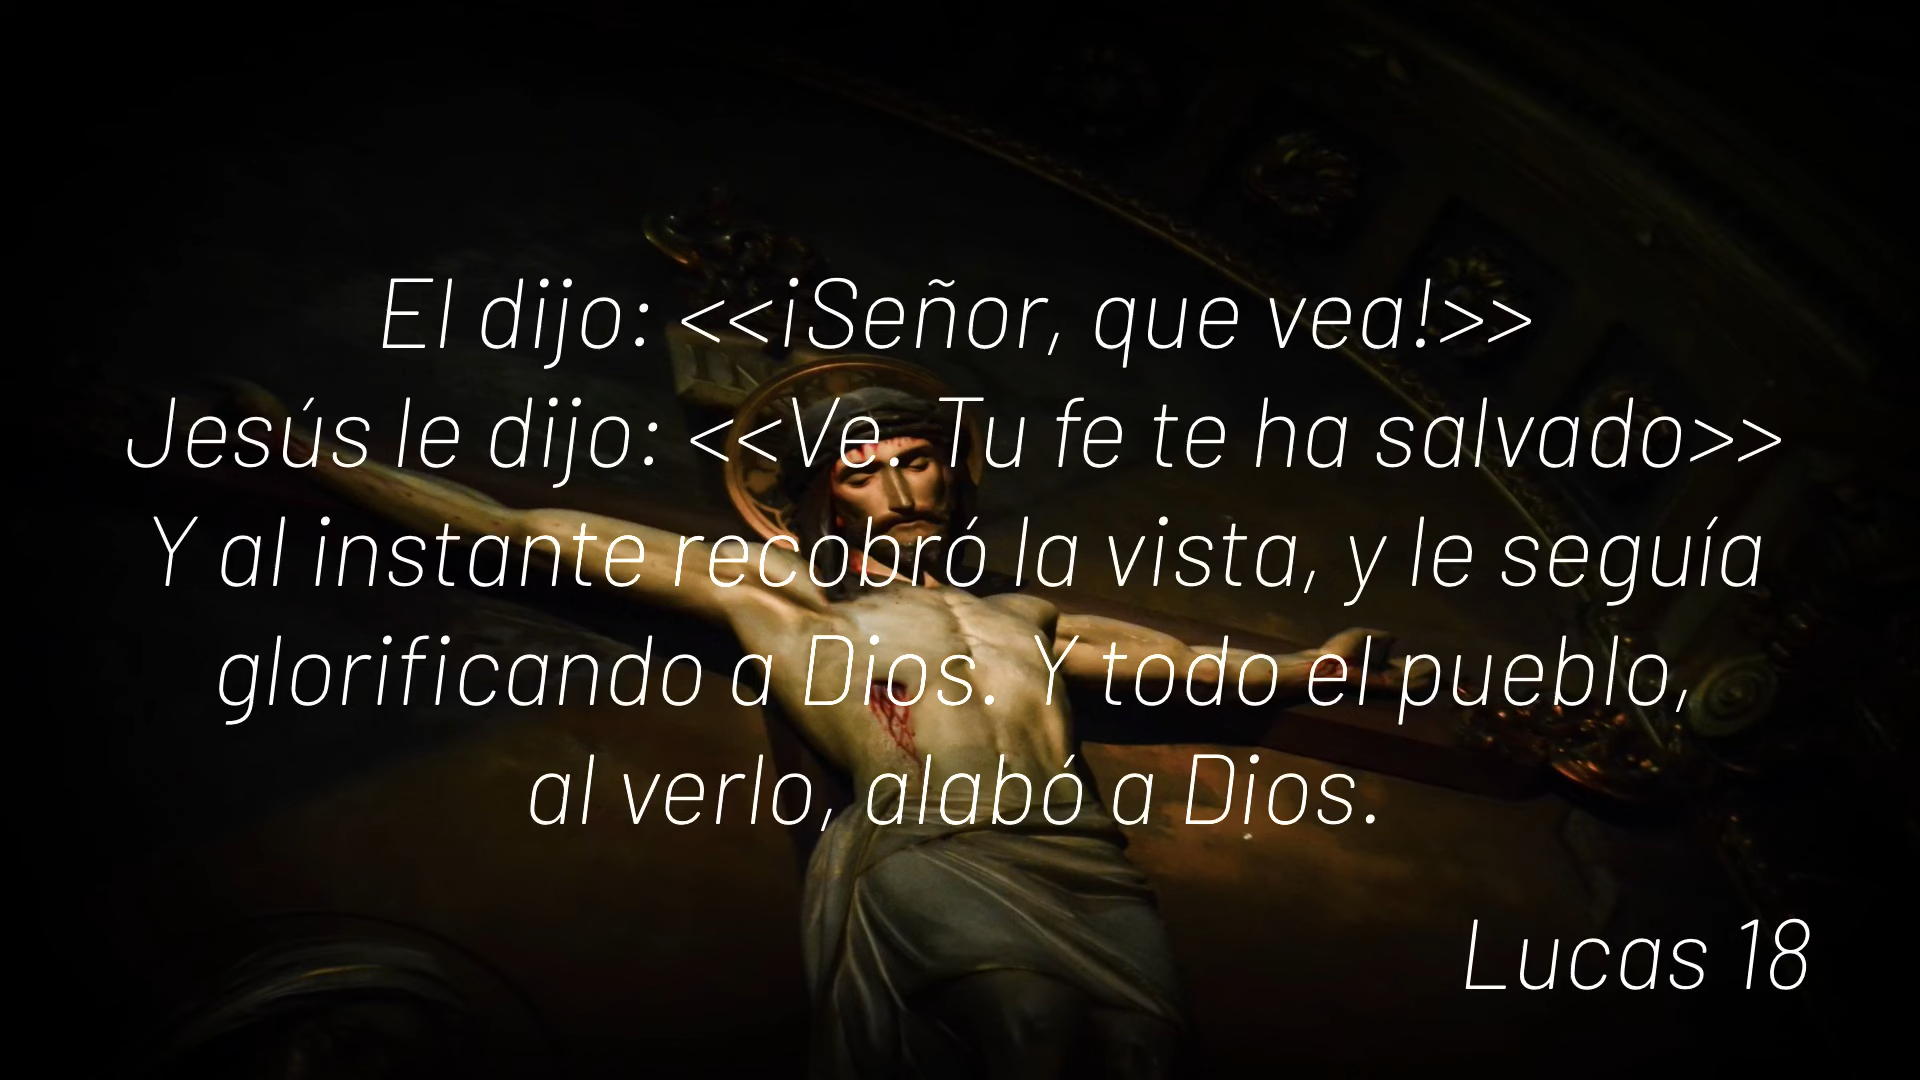 El dijo: <<¡Señor, que vea!>>
Jesús le dijo: <<Ve. Tu fe te ha salvado>>
Y al instante recobró la vista, y le seguía
glorificando a Dios. Y todo el pueblo,
al verlo, alabó a Dios.
Lucas 18